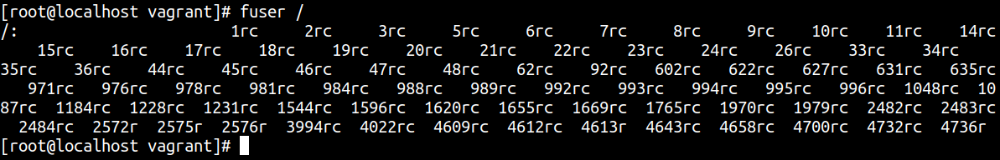 [root@localhost vagrant]# fuser /
/:                     1rc     2rc     3rc     5rc     6rc     7rc     8rc     9rc    10rc    11rc    14rc
    15rc    16rc    17rc    18rc    19rc    20rc    21rc    22rc    23rc    24rc    26rc    33rc    34rc
35rc    36rc    44rc    45rc    46rc    47rc    48rc    62rc    92rc   602rc   622rc   627rc   631rc   635rc
   971rc   976rc   978rc   981rc   984rc   988rc   989rc   992rc   993rc   994rc   995rc   996rc  1048rc  10
87rc  1184rc  1228rc  1231rc  1544rc  1596rc  1620rc  1655rc  1669rc  1765rc  1970rc  1979rc  2482rc  2483rc
  2484rc  2572r  2575r  2576r  3994rc  4022rc  4609rc  4612rc  4613r  4643rc  4658rc  4700rc  4732rc  4736r
[root@localhost vagrant]#